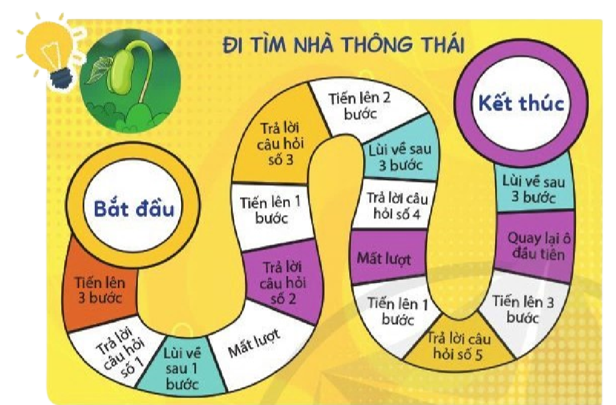 ĐI TÌM NHÀ THÔNG THÁI
Bắt đầu
Tiến lên
3 bước
Trả lời
câu hỏi
số 1
Lùi về
sau 1
bước
Mất lượt
Trả lời
câu hỏi
số 2
Tiến lên 1
bước
Trả lời
câu hỏi
số 3
Tiến lên 2
bước
Lùi về sau
3 bước
Trả lời câu
hỏi số 4
Mất lượt
Tiến lên 1
bước
Trả lời câu
hỏi số 5
Tiến lên 3
bước
Quay lại ô
đầu tiên
Lùi về sau
3 bước
Kết thúc